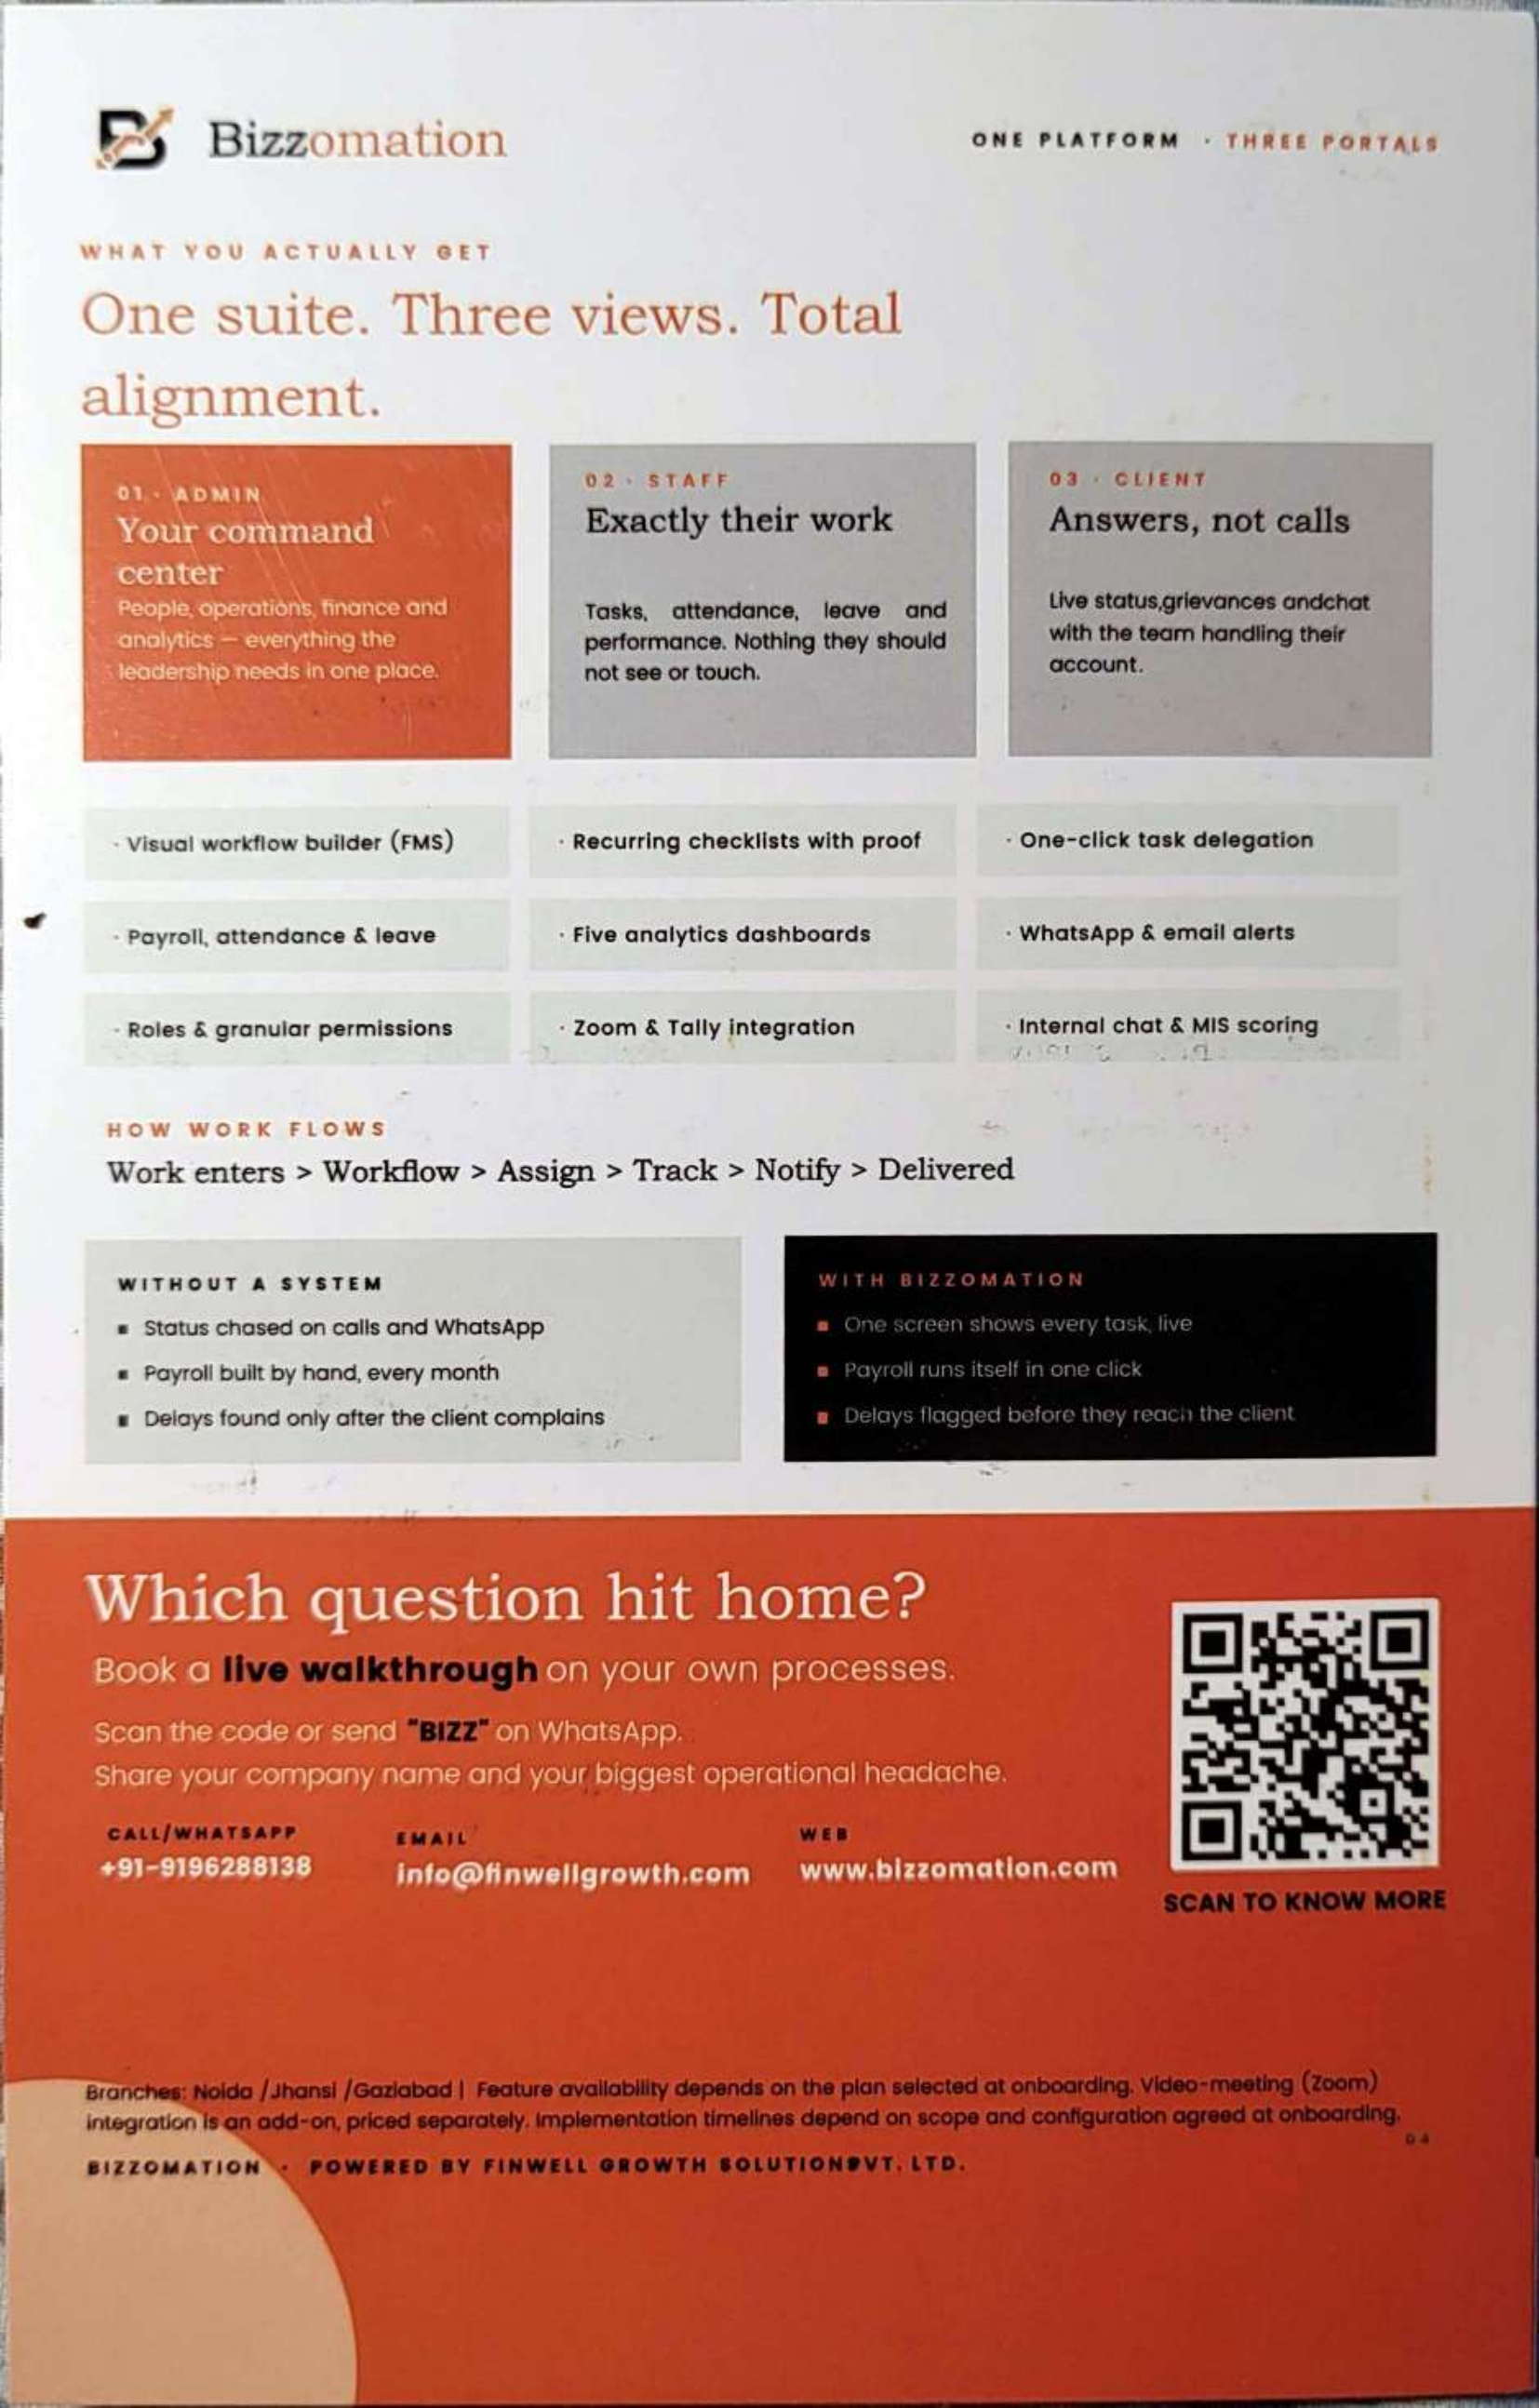 Bizzomation
ONE PLATFORM · THREE PORTALS
WHAT YOU ACTUALLY GET
One suite. Three views. Total
alignment.
01 · ADMIN
Your command
center
People, operations, finance and
analytics — everything the
leadership needs in one place.
02 · STAFF
Exactly their work
Tasks, attendance, leave and
performance. Nothing they should
not see or touch.
03 · CLIENT
Answers, not calls
Live status,grievances andchat
with the team handling their
account.
· Visual workflow builder (FMS)
· Recurring checklists with proof
· One-click task delegation
· Payroll, attendance & leave
· Five analytics dashboards
· WhatsApp & email alerts
· Roles & granular permissions
· Zoom & Tally integration
· Internal chat & MIS scoring
HOW WORK FLOWS
Work enters > Workflow > Assign > Track > Notify > Delivered
WITHOUT A SYSTEM
▪ Status chased on calls and WhatsApp
▪ Payroll built by hand, every month
▪ Delays found only after the client complains
WITH BIZZOMATION
▪ One screen shows every task, live
▪ Payroll runs itself in one click
▪ Delays flagged before they reach the client
Which question hit home?
Book a live walkthrough on your own processes.
Scan the code or send "BIZZ" on WhatsApp.
Share your company name and your biggest operational headache.
CALL/WHATSAPP
+91-9196288138
EMAIL
info@finwellgrowth.com
WEB
www.bizzomation.com
SCAN TO KNOW MORE
Branches: Noida /Jhansi /Gaziabad | Feature availability depends on the plan selected at onboarding. Video-meeting (Zoom)
integration is an add-on, priced separately. Implementation timelines depend on scope and configuration agreed at onboarding.
04
BIZZOMATION · POWERED BY FINWELL GROWTH SOLUTIONPVT. LTD.